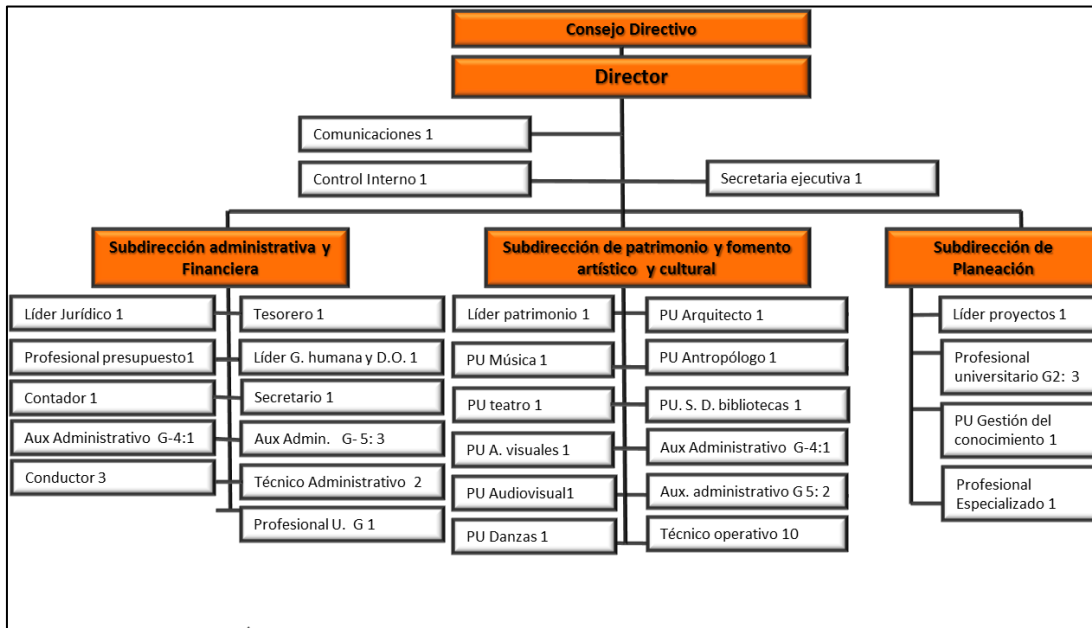 Consejo Directivo
Director
Comunicaciones 1
Control Interno 1
Secretaria ejecutiva 1
Subdirección administrativa y
Financiera
Líder Jurídico 1
Tesorero 1
Profesional presupuesto1
Líder G. humana y D.O. 1
Contador 1
Secretario 1
Aux Administrativo G-4:1
Aux Admin. G- 5: 3
Conductor 3
Técnico Administrativo 2
Profesional U. G 1
Subdirección de patrimonio y fomento
artístico y cultural
Líder patrimonio 1
PU Arquitecto 1
PU Música 1
PU Antropólogo 1
PU teatro 1
PU. S. D. bibliotecas 1
PU A. visuales 1
Aux Administrativo G-4:1
PU Audiovisual1
Aux. administrativo G 5: 2
PU Danzas 1
Técnico operativo 10
Subdirección de
Planeación
Líder proyectos 1
Profesional
universitario G2: 3
PU Gestión del
conocimiento 1
Profesional
Especializado 1